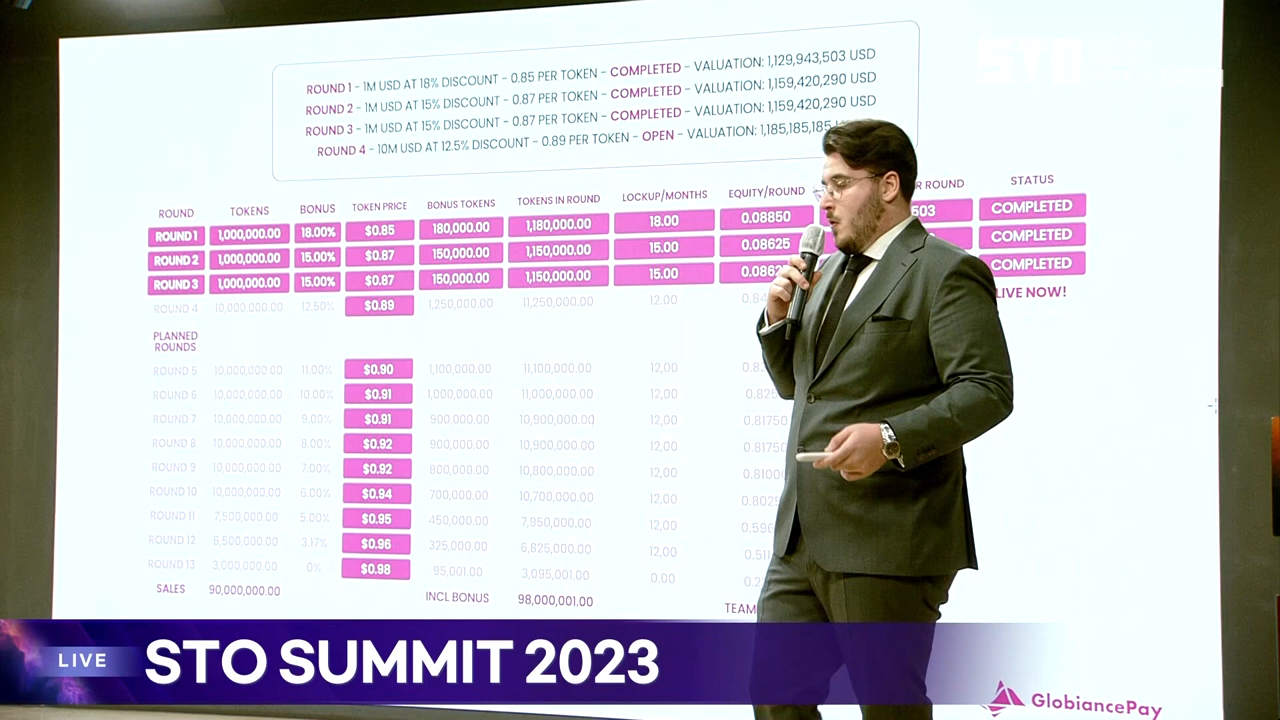 ROUND 1 - 1M USD AT 18% DISCOUNT - 0.85 PER TOKEN - COMPLETED - VALUATION: 1,129,943,503 USD
ROUND 2 - 1M USD AT 15% DISCOUNT - 0.87 PER TOKEN - COMPLETED - VALUATION: 1,159,420,290 USD
ROUND 3 - 1M USD AT 15% DISCOUNT - 0.87 PER TOKEN - COMPLETED - VALUATION: 1,159,420,290 USD
ROUND 4 - 10M USD AT 12.5% DISCOUNT - 0.89 PER TOKEN - OPEN - VALUATION: 1,185,185,185
ROUND TOKENS BONUS TOKEN PRICE BONUS TOKENS TOKENS IN ROUND LOCKUP/MONTHS EQUITY/ROUND ROUND STATUS
ROUND 1 1,000,000.00 18.00% $0.85 180,000.00 1,180,000.00 18.00 0.08850 503 COMPLETED
ROUND 2 1,000,000.00 15.00% $0.87 150,000.00 1,150,000.00 15.00 0.08625 COMPLETED
ROUND 3 1,000,000.00 15.00% $0.87 150,000.00 1,150,000.00 15.00 0.0862 COMPLETED
ROUND 4 10,000,000.00 12.50% $0.89 1,250,000.00 11,250,000.00 12.00 LIVE NOW!
PLANNED
ROUNDS
ROUND 5 10,000,000.00 11.00% $0.90 1,100,000.00 11,100,000.00 12,00
ROUND 6 10,000,000.00 10.00% $0.91 1,000,000.00 11,000,000.00 12,00 0.825
ROUND 7 10,000,000.00 9.00% $0.91 900,000.00 10,900,000.00 12,00 0.81750
ROUND 8 10,000,000.00 8.00% $0.92 900,000.00 10,900,000.00 12,00 0.8175
ROUND 9 10,000,000.00 7.00% $0.92 800,000.00 10,800,000.00 12,00 0.8100
ROUND 10 10,000,000.00 6.00% $0.94 700,000.00 10,700,000.00 12,00 0.802
ROUND 11 7,500,000.00 5.00% $0.95 450,000.00 7,950,000.00 12,00 0.596
ROUND 12 6,500,000.00 3.17% $0.96 325,000.00 6,825,000.00 12,00 0.511
ROUND 13 3,000,000.00 0% $0.98 95,001.00 3,095,001.00 0.00
SALES 90,000,000.00 INCL BONUS 98,000,001.00 TEAM
LIVE STO SUMMIT 2023
GlobiancePay